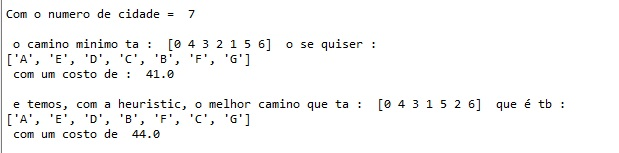 Com o numero de cidade =  7
o camino minimo ta :  [0 4 3 2 1 5 6]  o se quiser :
['A', 'E', 'D', 'C', 'B', 'F', 'G']
com um costo de :  41.0
e temos, com a heuristic, o melhor camino que ta :  [0 4 3 1 5 2 6]  que é tb :
['A', 'E', 'D', 'B', 'F', 'C', 'G']
com um costo de  44.0